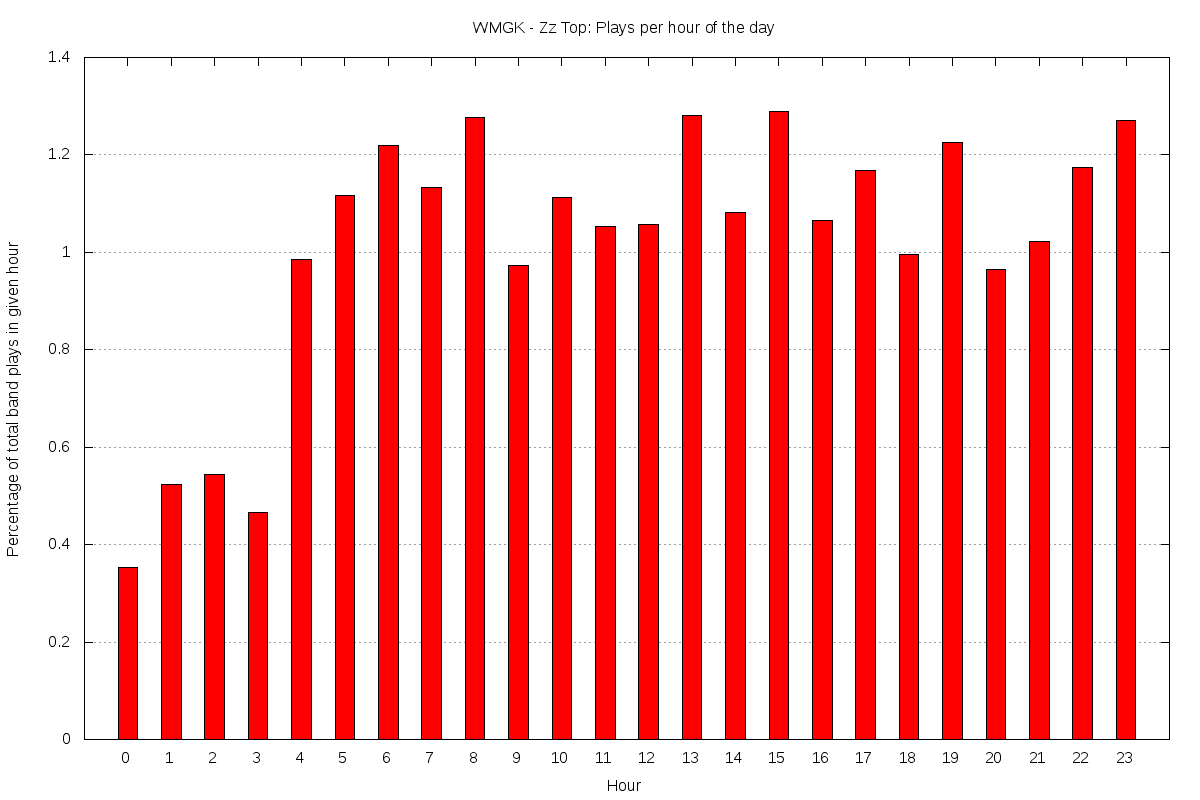 WMGK - Zz Top: Plays per hour of the day
Percentage of total band plays in given hour
1.4
1.2
1
0.8
0.6
0.4
0.2
0
0 1 2 3 4 5 6 7 8 9 10 11 12 13 14 15 16 17 18 19 20 21 22 23
Hour